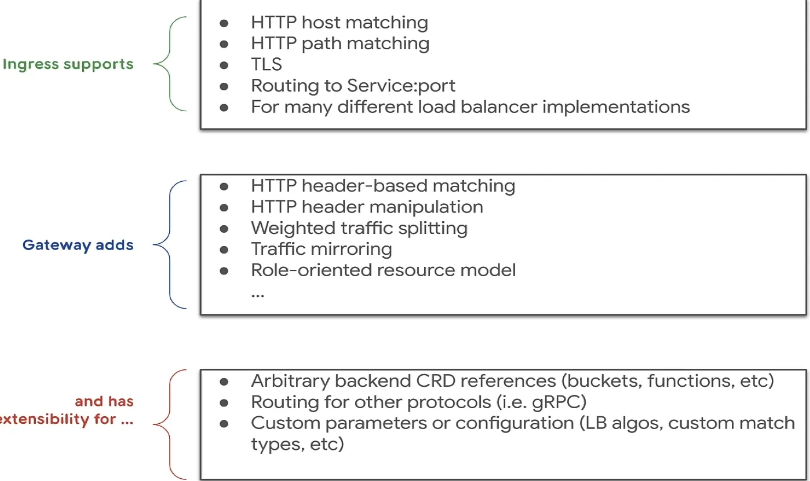 Ingress supports
● HTTP host matching
● HTTP path matching
● TLS
● Routing to Service:port
● For many different load balancer implementations
Gateway adds
● HTTP header-based matching
● HTTP header manipulation
● Weighted traffic splitting
● Traffic mirroring
● Role-oriented resource model
...
and has
extensibility for ...
● Arbitrary backend CRD references (buckets, functions, etc)
● Routing for other protocols (i.e. gRPC)
● Custom parameters or configuration (LB algos, custom match
types, etc)